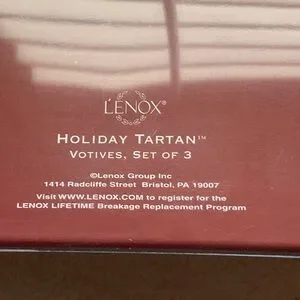 LENOX®
HOLIDAY TARTAN™
VOTIVES, SET OF 3
©Lenox Group Inc
1414 Radcliffe Street Bristol, PA 19007
Visit WWW.LENOX.COM to register for the
LENOX LIFETIME Breakage Replacement Program